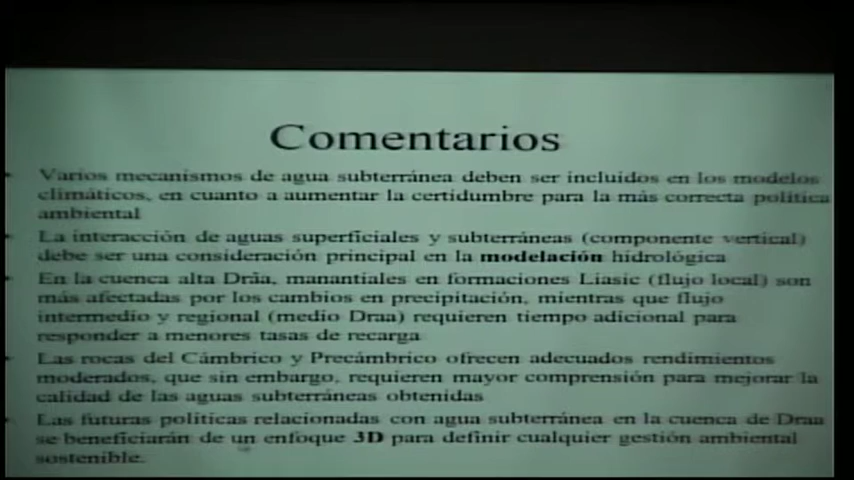 Comentarios
Varios mecanismos de agua subterránea deben ser incluidos en los modelos
climáticos, en cuanto a aumentar la certidumbre para la más correcta política
ambiental
La interacción de aguas superficiales y subterráneas (componente vertical)
debe ser una consideración principal en la modelación hidrológica
En la cuenca alta Drâa, manantiales en formaciones Liasic (flujo local) son
más afectadas por los cambios en precipitación, mientras que flujo
intermedio y regional (medio Draa) requieren tiempo adicional para
responder a menores tasas de recarga
Las rocas del Cámbrico y Precámbrico ofrecen adecuados rendimientos
moderados, que sin embargo, requieren mayor comprensión para mejorar la
calidad de las aguas subterráneas obtenidas
Las futuras políticas relacionadas con agua subterránea en la cuenca de Draa
se beneficiarán de un enfoque 3D para definir cualquier gestión ambiental
sostenible.